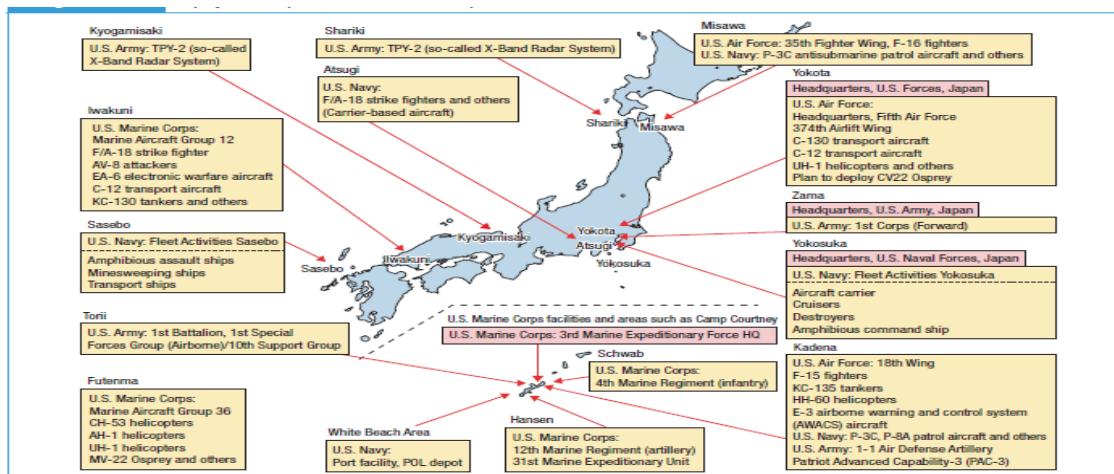 Kyogamisaki
U.S. Army: TPY-2 (so-called
X-Band Radar System)
Shariki
U.S. Army: TPY-2 (so-called X-Band Radar System)
Atsugi
U.S. Navy:
F/A-18 strike fighters and others
(Carrier-based aircraft)
Misawa
U.S. Air Force: 35th Fighter Wing, F-16 fighters
U.S. Navy: P-3C antisubmarine patrol aircraft and others
Yokota
Headquarters, U.S. Forces, Japan
U.S. Air Force:
Headquarters, Fifth Air Force
374th Airlift Wing
C-130 transport aircraft
C-12 transport aircraft
UH-1 helicopters and others
Plan to deploy CV22 Osprey
Iwakuni
U.S. Marine Corps:
Marine Aircraft Group 12
F/A-18 strike fighter
AV-8 attackers
EA-6 electronic warfare aircraft
C-12 transport aircraft
KC-130 tankers and others
Shariki
Misawa
Zama
Headquarters, U.S. Army, Japan
U.S. Army: 1st Corps (Forward)
Sasebo
U.S. Navy: Fleet Activities Sasebo
Amphibious assault ships
Minesweeping ships
Transport ships
Kyogamisaki
Yokota
Atsugi
Iwakuni
Sasebo
Yokosuka
Yokosuka
Headquarters, U.S. Naval Forces, Japan
U.S. Navy: Fleet Activities Yokosuka
Aircraft carrier
Cruisers
Destroyers
Amphibious command ship
Torii
U.S. Army: 1st Battalion, 1st Special
Forces Group (Airborne)/10th Support Group
U.S. Marine Corps facilities and areas such as Camp Courtney
U.S. Marine Corps: 3rd Marine Expeditionary Force HQ
Schwab
U.S. Marine Corps:
4th Marine Regiment (infantry)
Kadena
U.S. Air Force: 18th Wing
F-15 fighters
KC-135 tankers
HH-60 helicopters
E-3 airborne warning and control system
(AWACS) aircraft
U.S. Navy: P-3C, P-8A patrol aircraft and others
U.S. Army: 1-1 Air Defense Artillery
Patriot Advanced Capability-3 (PAC-3)
Futenma
U.S. Marine Corps:
Marine Aircraft Group 36
CH-53 helicopters
AH-1 helicopters
UH-1 helicopters
MV-22 Osprey and others
White Beach Area
U.S. Navy:
Port facility, POL depot
Hansen
U.S. Marine Corps:
12th Marine Regiment (artillery)
31st Marine Expeditionary Unit